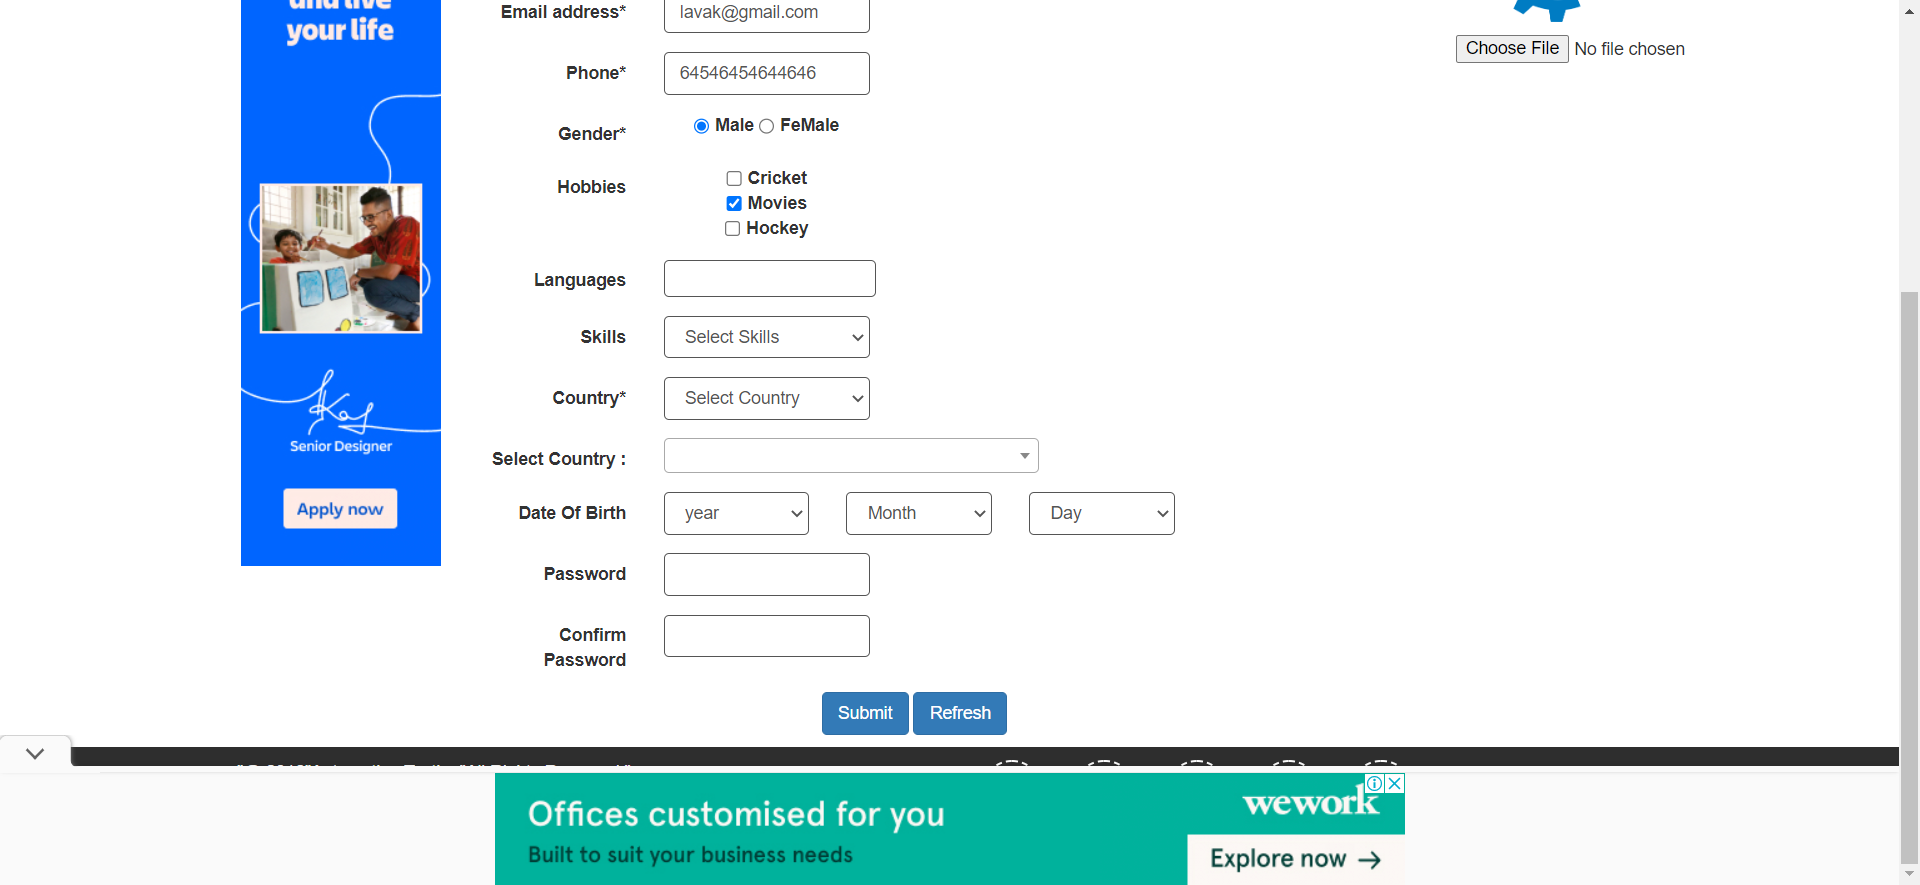 and live
your life
Senior Designer
Apply now
Email address*
lavak@gmail.com
Phone*
64546454644646
Gender*
Male
FeMale
Hobbies
Cricket
Movies
Hockey
Languages
Skills
Select Skills
Country*
Select Country
Select Country :
Date Of Birth
year
Month
Day
Password
Confirm
Password
Submit
Refresh
Choose File No file chosen
Offices customised for you
Built to suit your business needs
wework
Explore now →